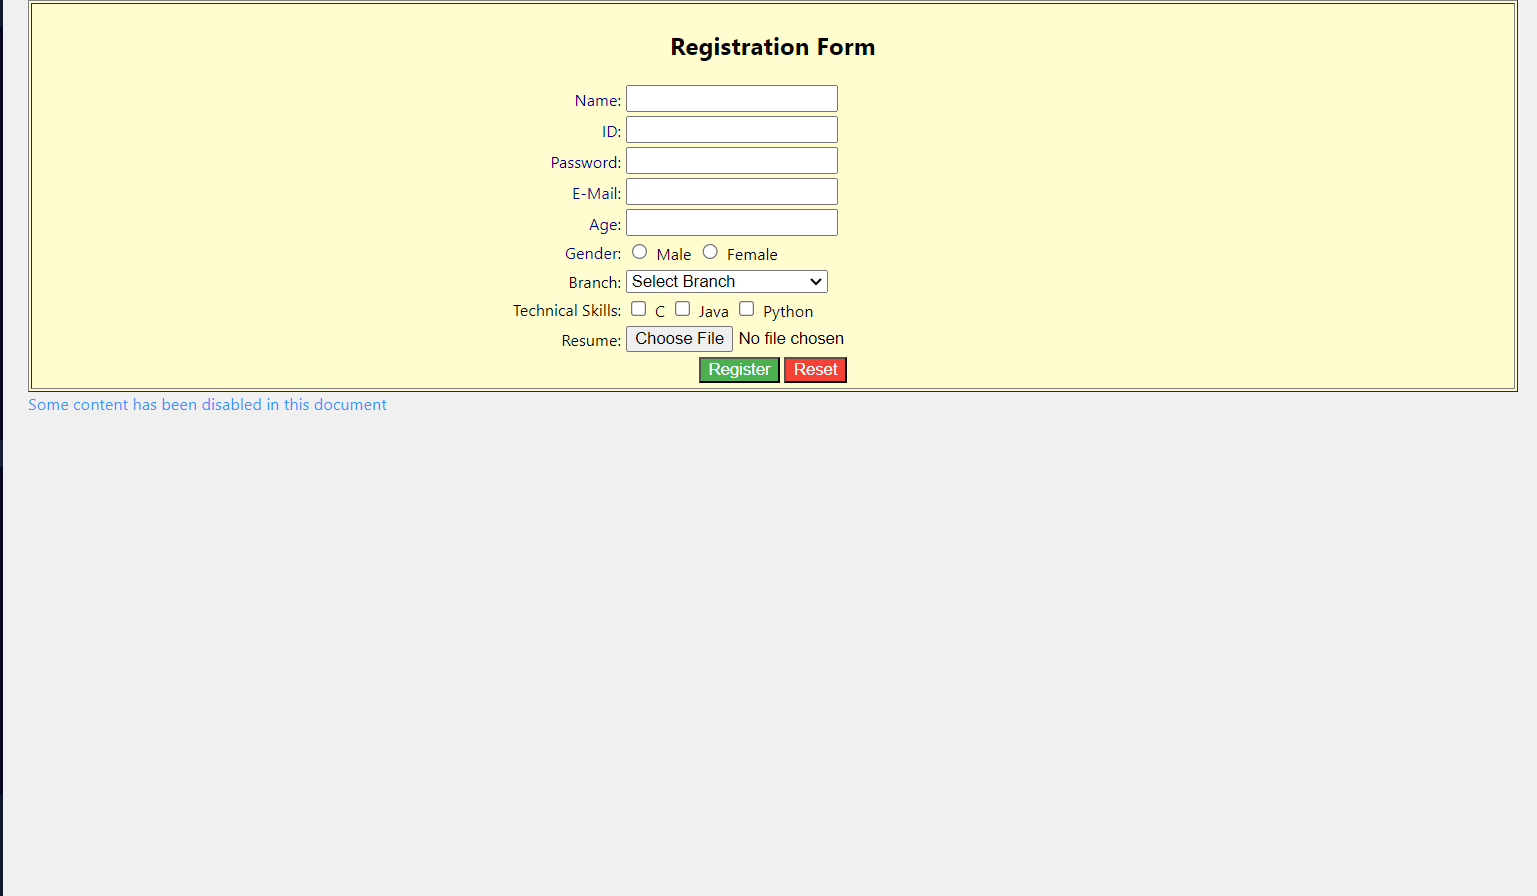 Registration Form
Name:
ID:
Password:
E-Mail:
Age:
Gender: Male Female
Branch: Select Branch
Technical Skills: C Java Python
Resume: Choose File No file chosen
Register Reset
Some content has been disabled in this document